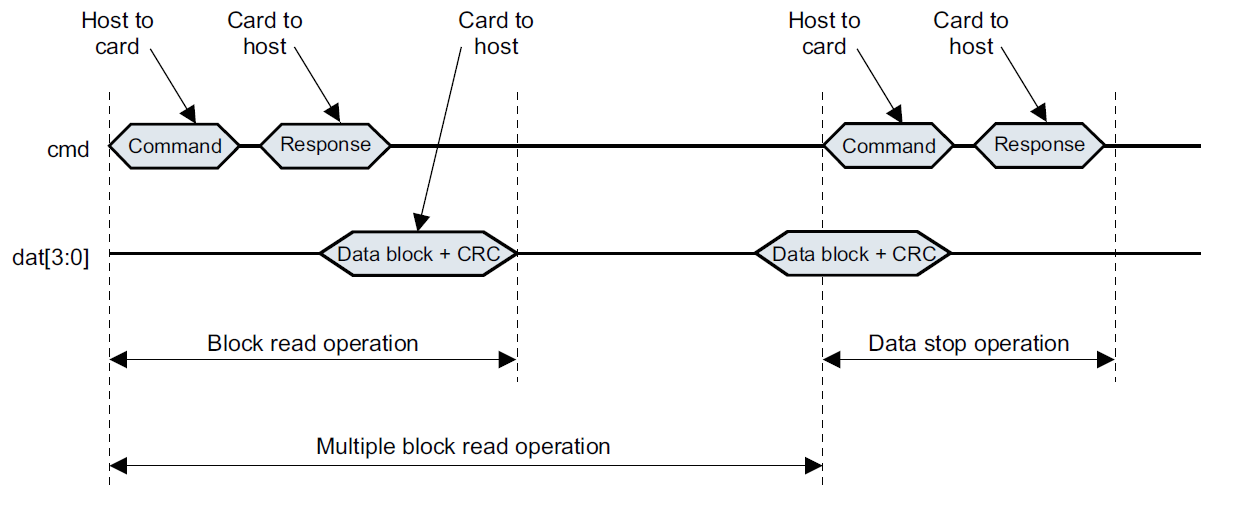 Host to
card
Card to
host
Card to
host
Host to
card
Card to
host
cmd
Command
Response
Command
Response
dat[3:0]
Data block + CRC
Data block + CRC
Block read operation
Data stop operation
Multiple block read operation